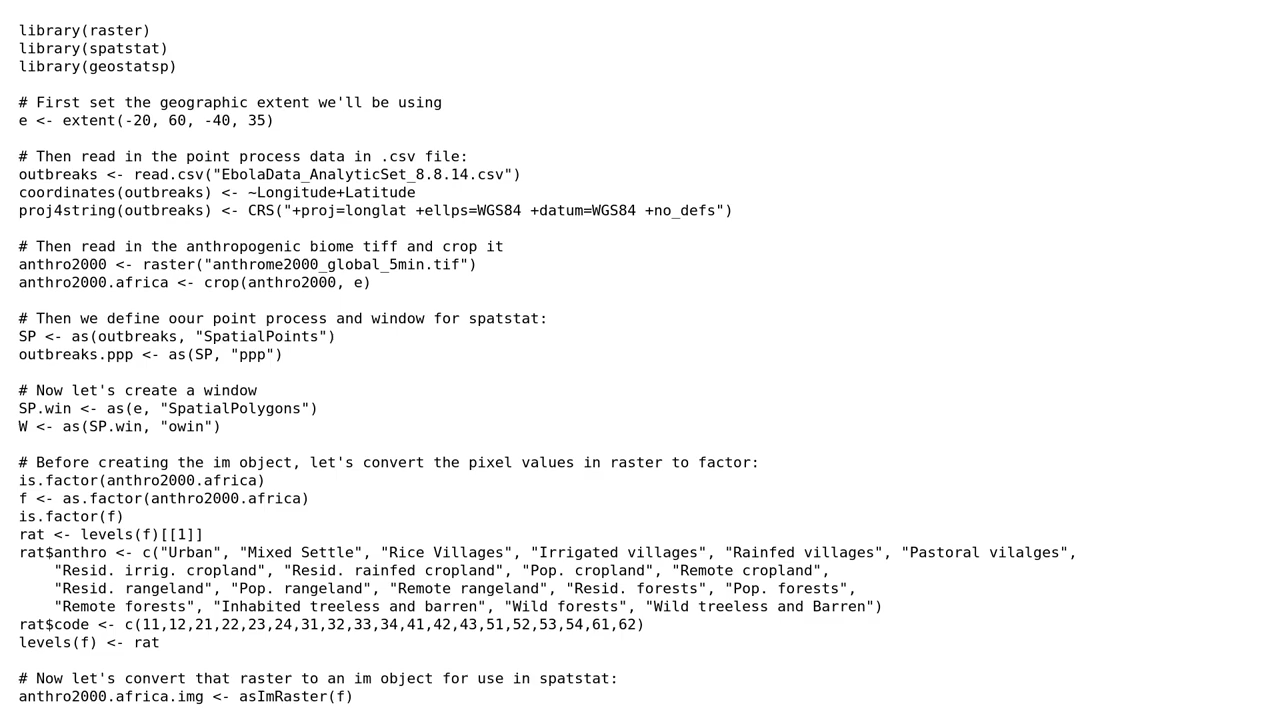 library(raster)
library(spatstat)
library(geostatsp)

# First set the geographic extent we'll be using
e <- extent(-20, 60, -40, 35)

# Then read in the point process data in .csv file:
outbreaks <- read.csv("EbolaData_AnalyticSet_8.8.14.csv")
coordinates(outbreaks) <- ~Longitude+Latitude
proj4string(outbreaks) <- CRS("+proj=longlat +ellps=WGS84 +datum=WGS84 +no_defs")

# Then read in the anthropogenic biome tiff and crop it
anthro2000 <- raster("anthrome2000_global_5min.tif")
anthro2000.africa <- crop(anthro2000, e)

# Then we define oour point process and window for spatstat:
SP <- as(outbreaks, "SpatialPoints")
outbreaks.ppp <- as(SP, "ppp")

# Now let's create a window
SP.win <- as(e, "SpatialPolygons")
W <- as(SP.win, "owin")

# Before creating the im object, let's convert the pixel values in raster to factor:
is.factor(anthro2000.africa)
f <- as.factor(anthro2000.africa)
is.factor(f)
rat <- levels(f)[[1]]
rat$anthro <- c("Urban", "Mixed Settle", "Rice Villages", "Irrigated villages", "Rainfed villages", "Pastoral vilalges",
    "Resid. irrig. cropland", "Resid. rainfed cropland", "Pop. cropland", "Remote cropland",
    "Resid. rangeland", "Pop. rangeland", "Remote rangeland", "Resid. forests", "Pop. forests",
    "Remote forests", "Inhabited treeless and barren", "Wild forests", "Wild treeless and Barren")
rat$code <- c(11,12,21,22,23,24,31,32,33,34,41,42,43,51,52,53,54,61,62)
levels(f) <- rat

# Now let's convert that raster to an im object for use in spatstat:
anthro2000.africa.img <- asImRaster(f)